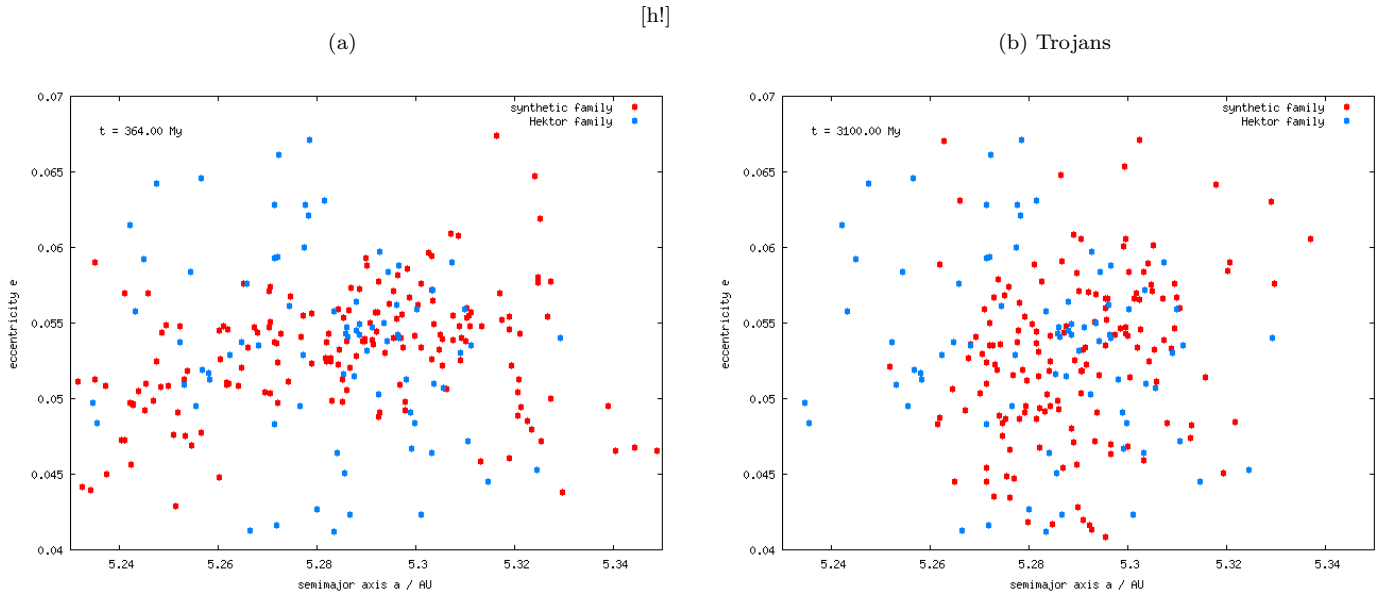 [h!]
(a)
(b) Trojans
0.07
0.065
0.06
0.055
0.05
0.045
0.04
eccentricity e
t = 364.00 My
synthetic family
Hektor family
5.24
5.26
5.28
5.3
5.32
5.34
semimajor axis a / AU
0.07
0.065
0.06
0.055
0.05
0.045
0.04
eccentricity e
t = 3100.00 My
synthetic family
Hektor family
5.24
5.26
5.28
5.3
5.32
5.34
semimajor axis a / AU